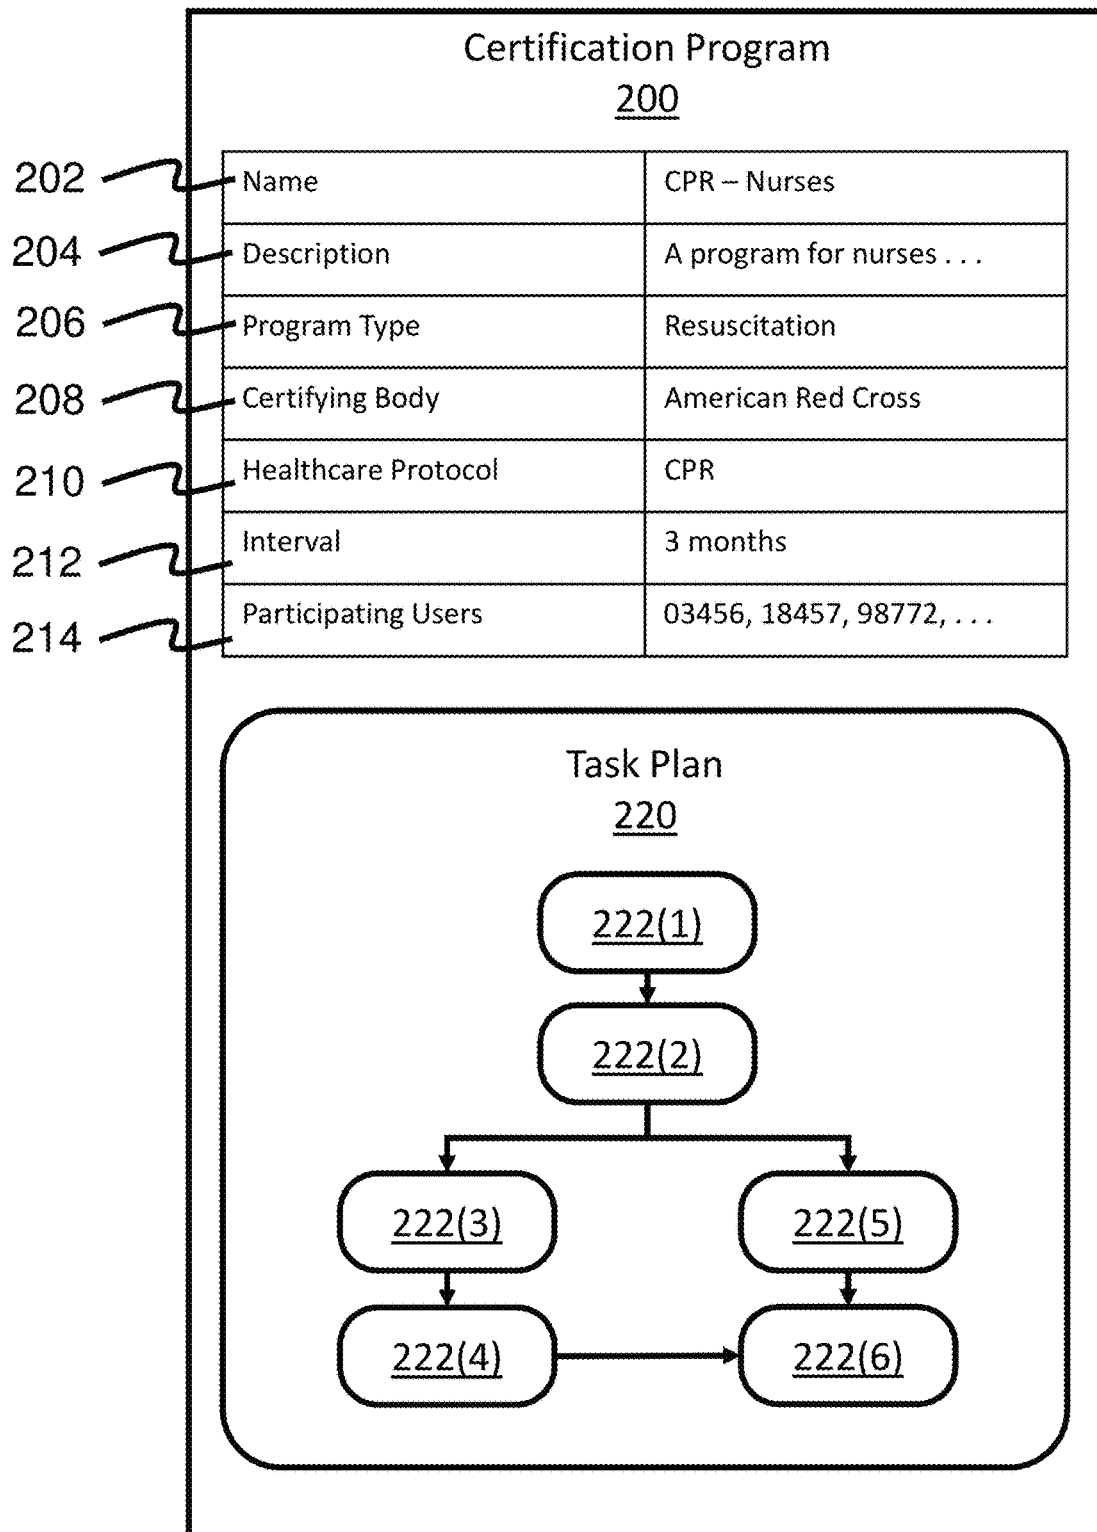 Certification Program
200
202 Name CPR – Nurses
204 Description A program for nurses . . .
206 Program Type Resuscitation
208 Certifying Body American Red Cross
210 Healthcare Protocol CPR
212 Interval 3 months
214 Participating Users 03456, 18457, 98772, . . .
Task Plan
220
222(1)
222(2)
222(3) 222(5)
222(4) 222(6)